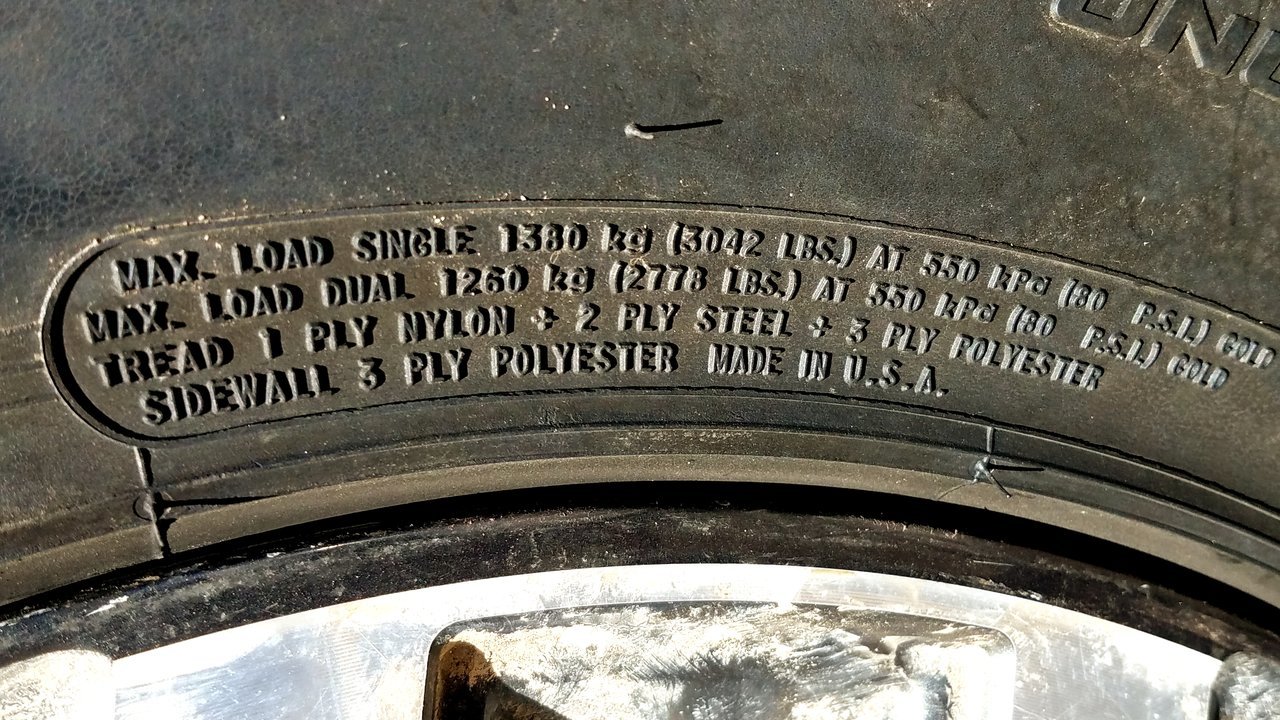 MAX. LOAD SINGLE 1380 kg (3042 LBS.) AT 550 kPa (80 P.S.I.) COLD
MAX. LOAD DUAL 1260 kg (2778 LBS.) AT 550 kPa (80 P.S.I.) COLD
TREAD 1 PLY NYLON + 2 PLY STEEL + 3 PLY POLYESTER
SIDEWALL 3 PLY POLYESTER MADE IN U.S.A.